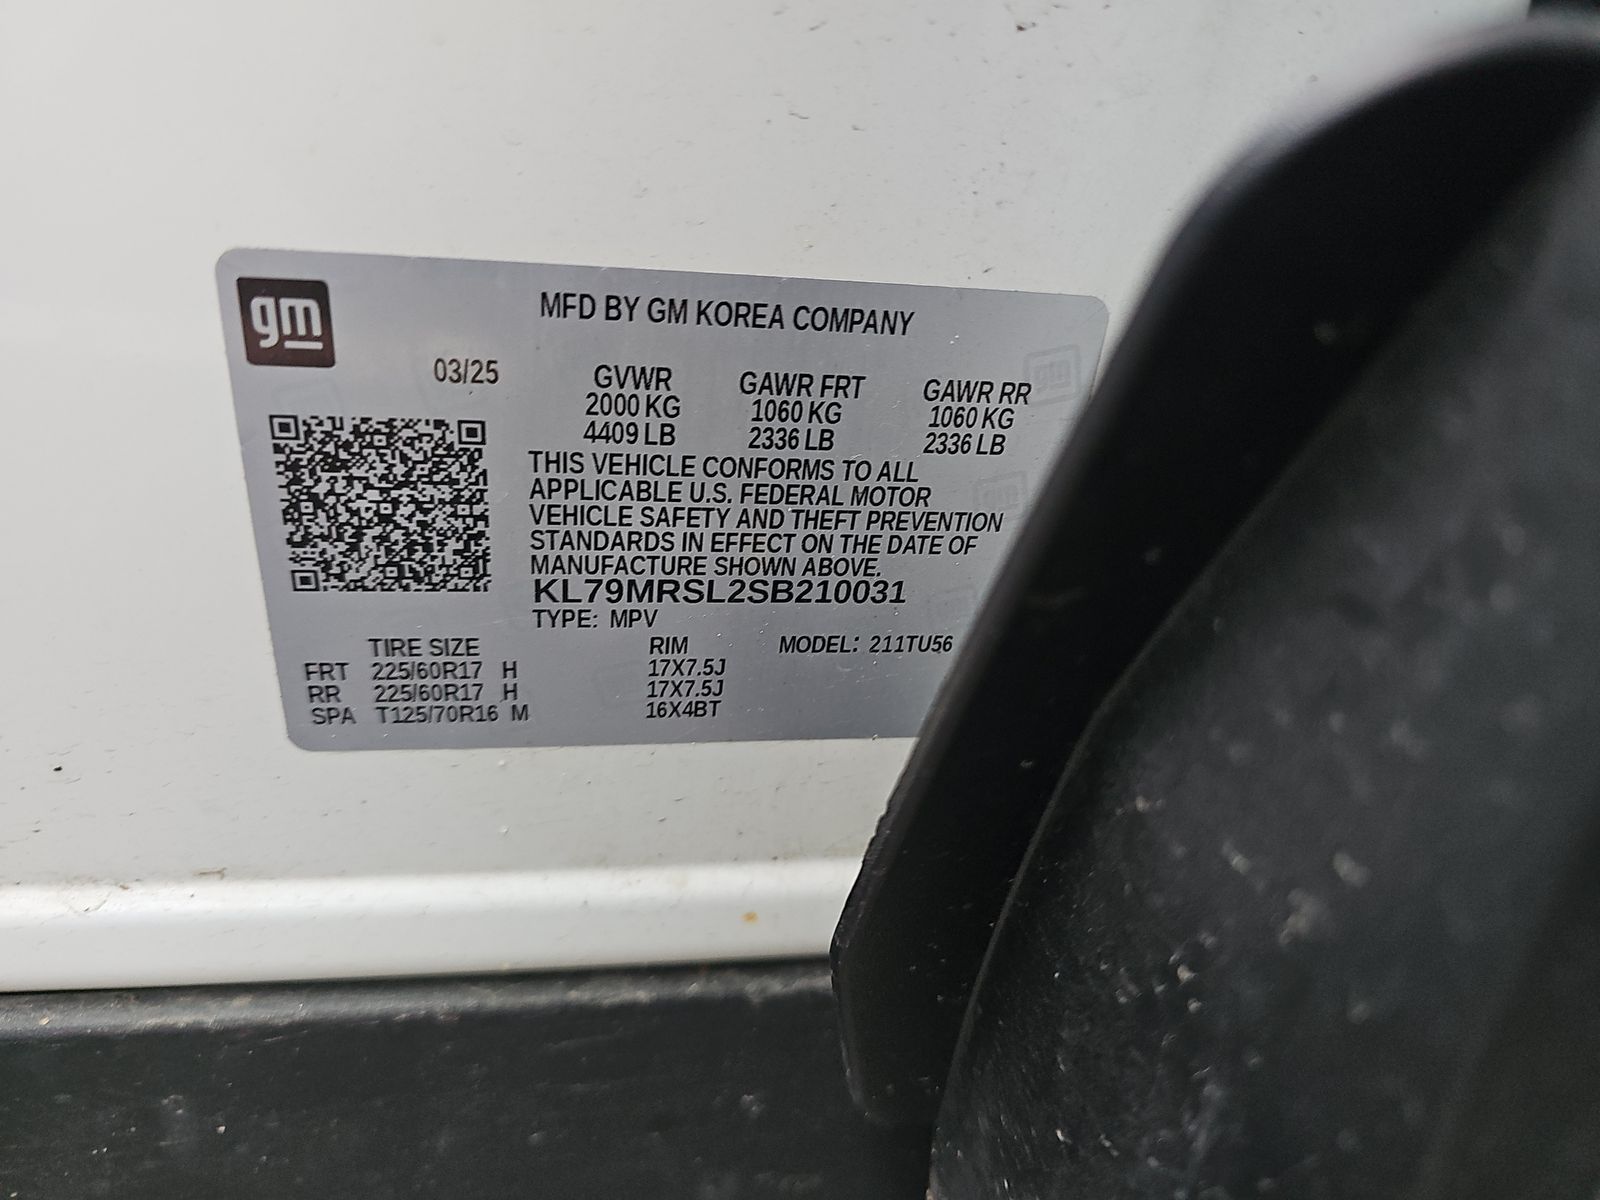 gm
MFD BY GM KOREA COMPANY
03/25
GVWR GAWR FRT GAWR RR
2000 KG 1060 KG 1060 KG
4409 LB 2336 LB 2336 LB
THIS VEHICLE CONFORMS TO ALL
APPLICABLE U.S. FEDERAL MOTOR
VEHICLE SAFETY AND THEFT PREVENTION
STANDARDS IN EFFECT ON THE DATE OF
MANUFACTURE SHOWN ABOVE.
KL79MRSL2SB210031
TYPE: MPV
TIRE SIZE RIM MODEL: 211TU56
FRT 225/60R17 H 17X7.5J
RR 225/60R17 H 17X7.5J
SPA T125/70R16 M 16X4BT